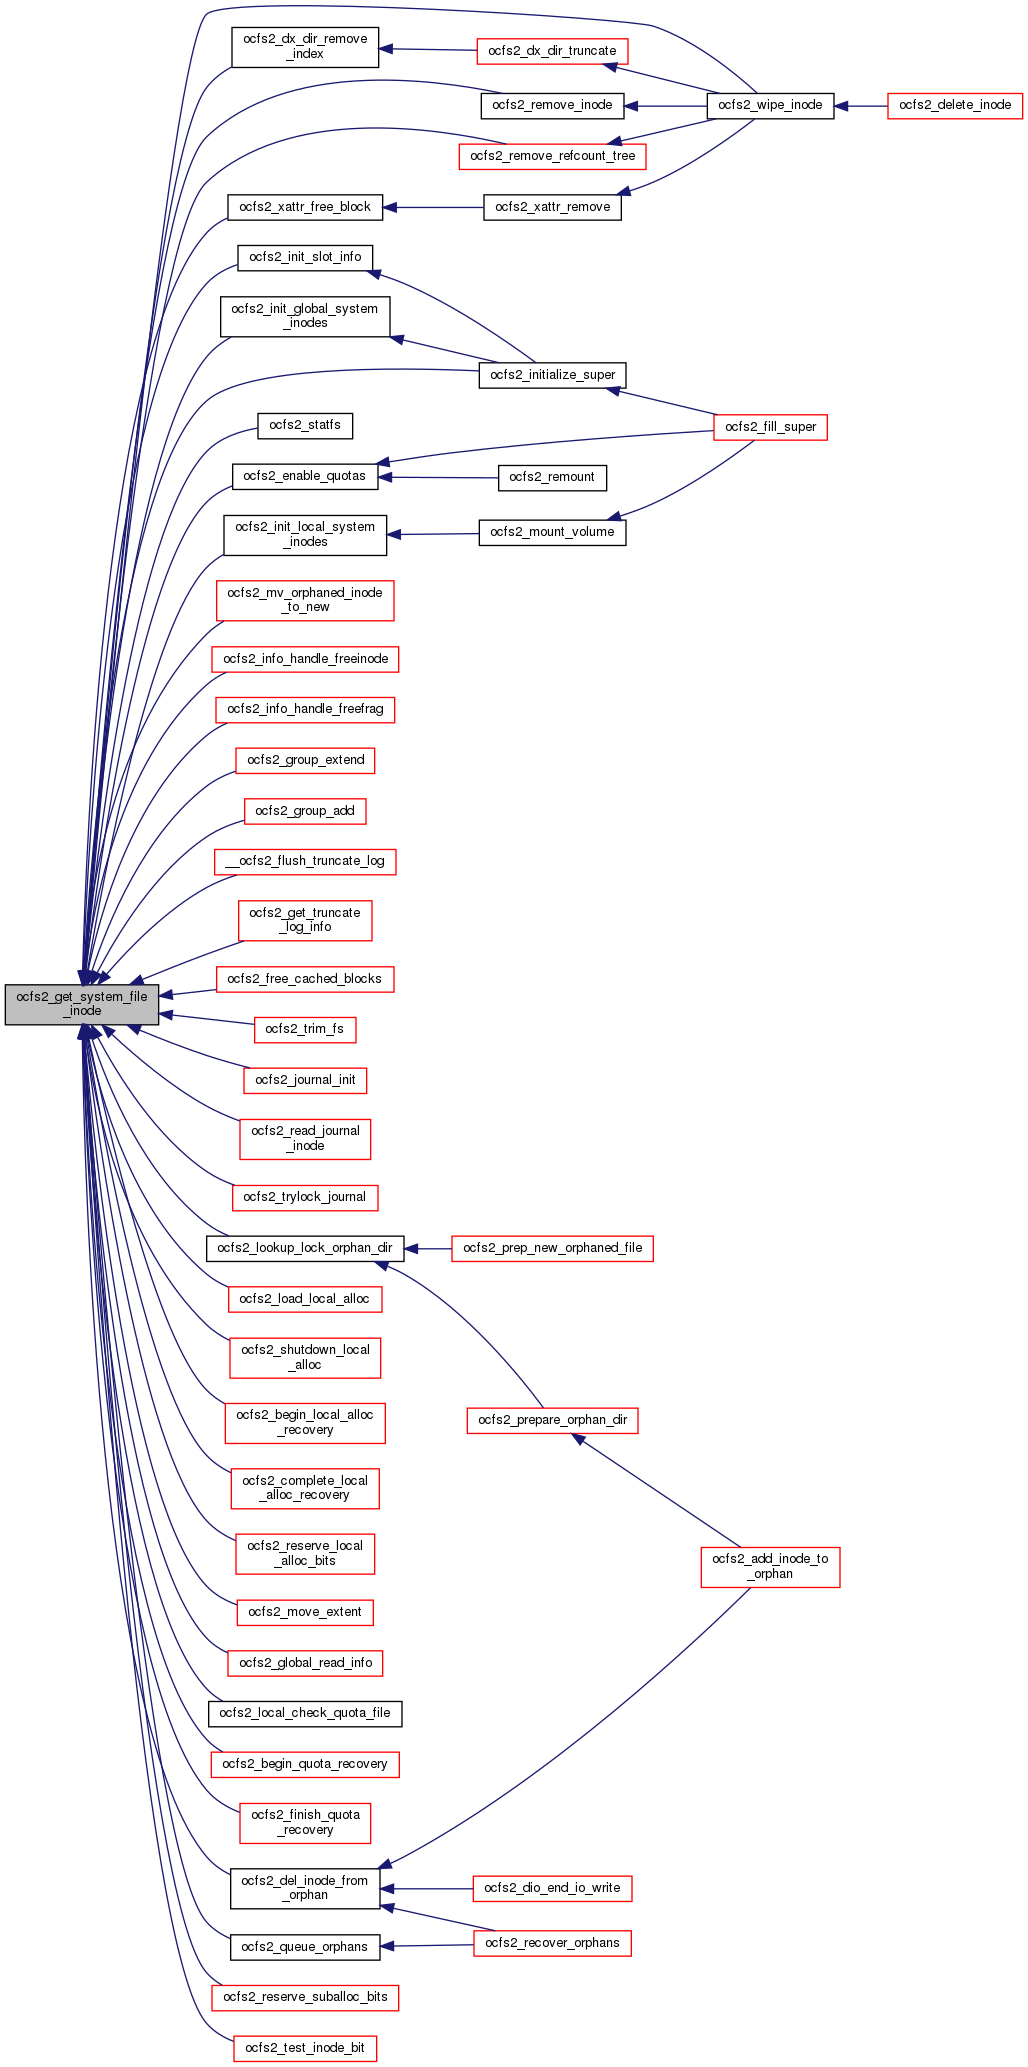 ocfs2_dx_dir_remove
_index
ocfs2_dx_dir_truncate
ocfs2_remove_inode
ocfs2_wipe_inode
ocfs2_delete_inode
ocfs2_remove_refcount_tree
ocfs2_xattr_free_block
ocfs2_xattr_remove
ocfs2_init_slot_info
ocfs2_init_global_system
_inodes
ocfs2_initialize_super
ocfs2_statfs
ocfs2_fill_super
ocfs2_enable_quotas
ocfs2_remount
ocfs2_init_local_system
_inodes
ocfs2_mount_volume
ocfs2_mv_orphaned_inode
_to_new
ocfs2_info_handle_freeinode
ocfs2_info_handle_freefrag
ocfs2_group_extend
ocfs2_group_add
__ocfs2_flush_truncate_log
ocfs2_get_truncate
_log_info
ocfs2_free_cached_blocks
ocfs2_get_system_file
_inode
ocfs2_trim_fs
ocfs2_journal_init
ocfs2_read_journal
_inode
ocfs2_trylock_journal
ocfs2_lookup_lock_orphan_dir
ocfs2_prep_new_orphaned_file
ocfs2_load_local_alloc
ocfs2_shutdown_local
_alloc
ocfs2_begin_local_alloc
_recovery
ocfs2_prepare_orphan_dir
ocfs2_complete_local
_alloc_recovery
ocfs2_reserve_local
_alloc_bits
ocfs2_add_inode_to
_orphan
ocfs2_move_extent
ocfs2_global_read_info
ocfs2_local_check_quota_file
ocfs2_begin_quota_recovery
ocfs2_finish_quota
_recovery
ocfs2_del_inode_from
_orphan
ocfs2_dio_end_io_write
ocfs2_queue_orphans
ocfs2_recover_orphans
ocfs2_reserve_suballoc_bits
ocfs2_test_inode_bit